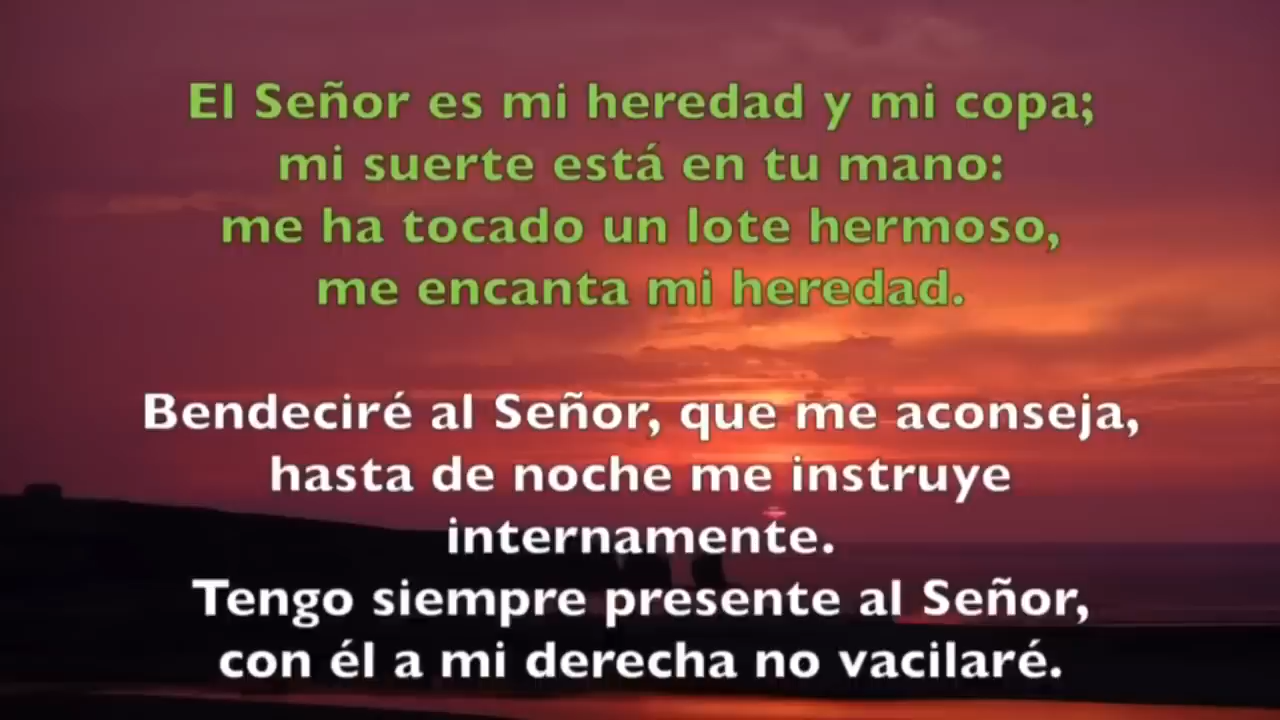 El Señor es mi heredad y mi copa;
mi suerte está en tu mano:
me ha tocado un lote hermoso,
me encanta mi heredad.
Bendeciré al Señor, que me aconseja,
hasta de noche me instruye
internamente.
Tengo siempre presente al Señor,
con él a mi derecha no vacilaré.